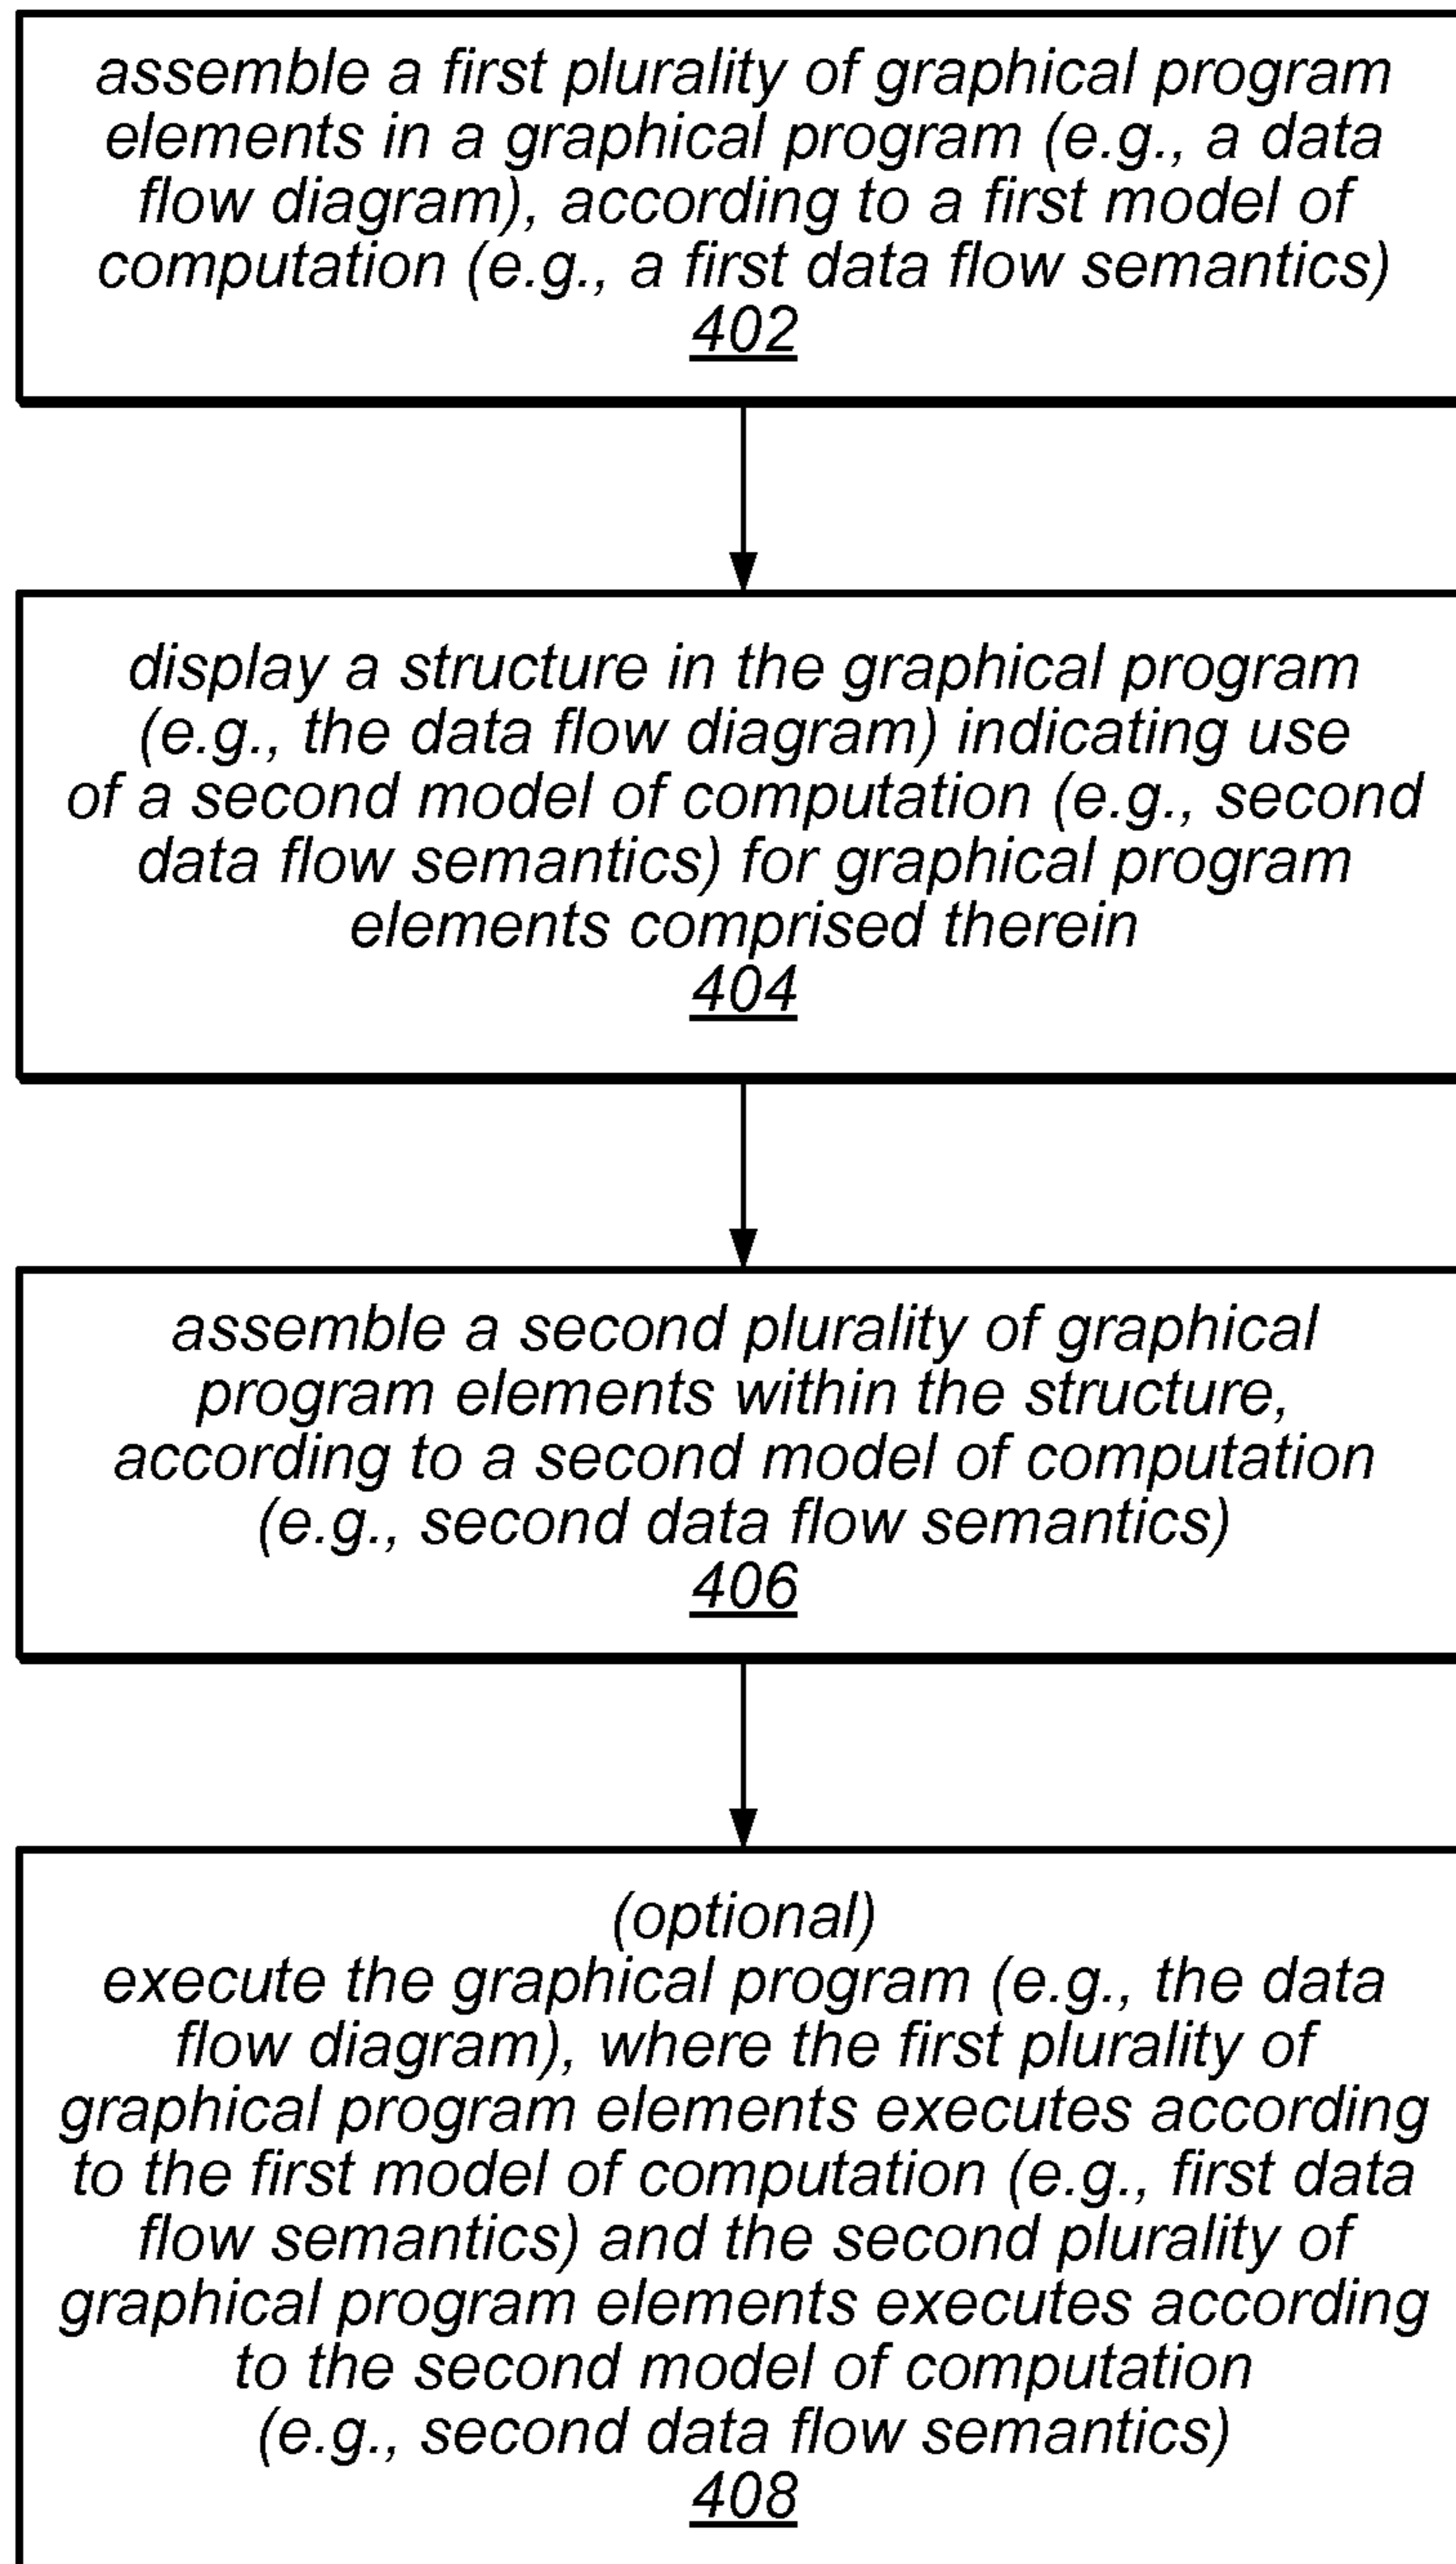 assemble a first plurality of graphical program
elements in a graphical program (e.g., a data
flow diagram), according to a first model of
computation (e.g., a first data flow semantics)
402
display a structure in the graphical program
(e.g., the data flow diagram) indicating use
of a second model of computation (e.g., second
data flow semantics) for graphical program
elements comprised therein
404
assemble a second plurality of graphical
program elements within the structure,
according to a second model of computation
(e.g., second data flow semantics)
406
(optional)
execute the graphical program (e.g., the data
flow diagram), where the first plurality of
graphical program elements executes according
to the first model of computation (e.g., first data
flow semantics) and the second plurality of
graphical program elements executes according
to the second model of computation
(e.g., second data flow semantics)
408